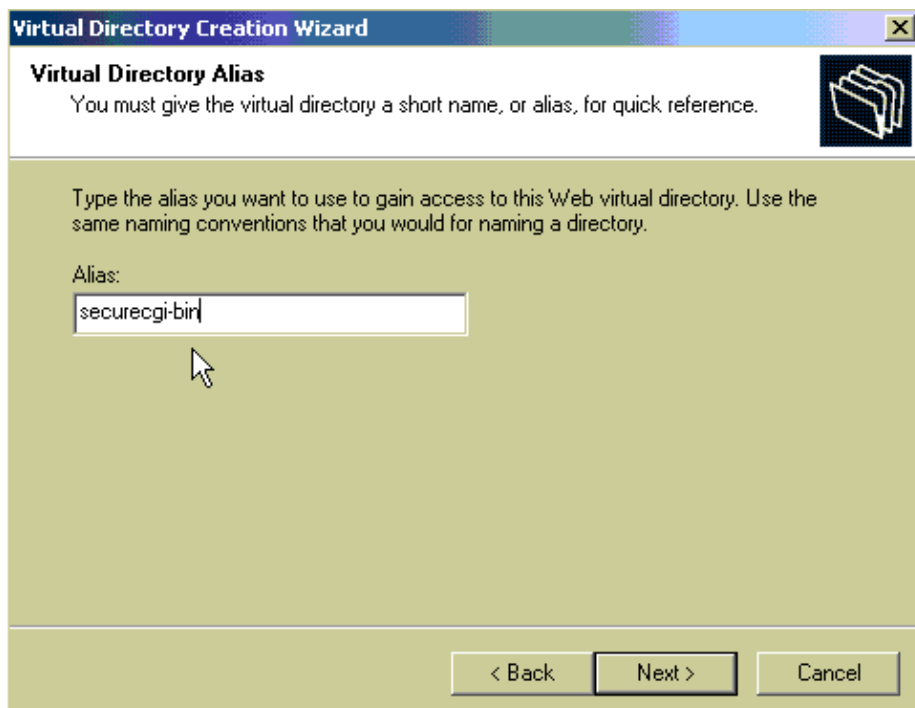 Virtual Directory Creation Wizard
Virtual Directory Alias
You must give the virtual directory a short name, or alias, for quick reference.
Type the alias you want to use to gain access to this Web virtual directory. Use the
same naming conventions that you would for naming a directory.
Alias:
securecgi-bin
< Back Next > Cancel